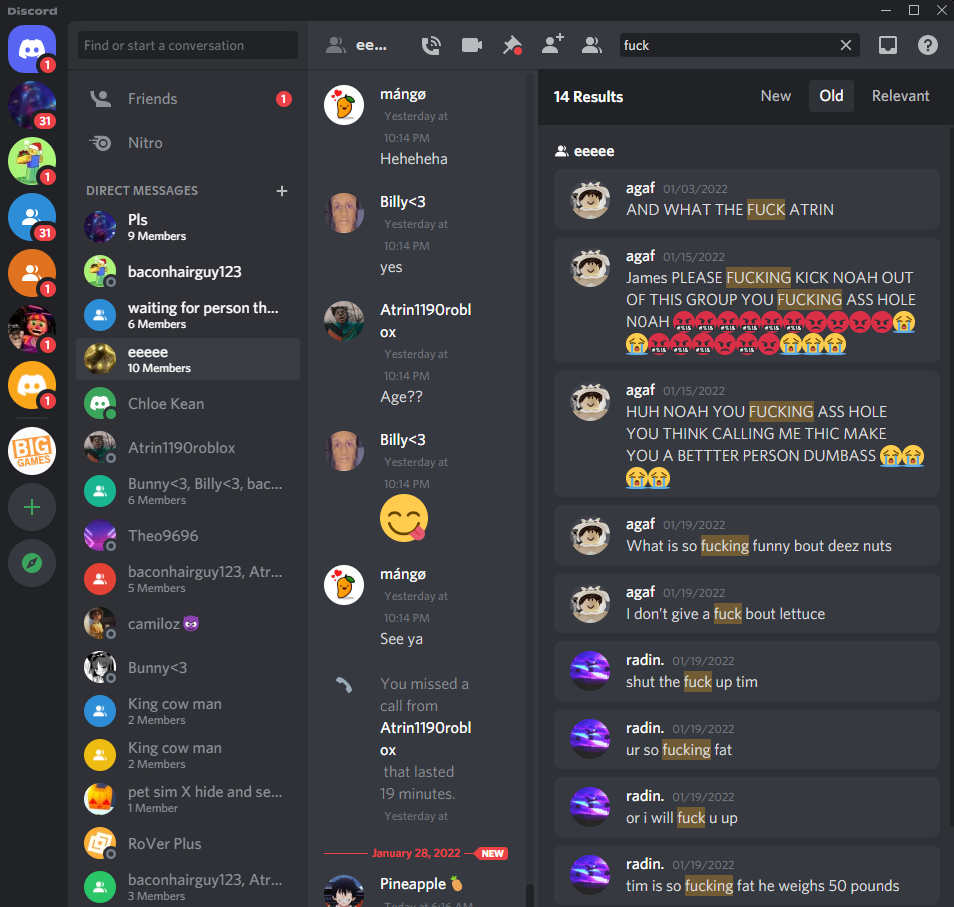 Discord
Find or start a conversation
ee...
fuck
1
31
1
31
1
1
1
BIG
GAMES
Friends
1
Nitro
DIRECT MESSAGES
Pls
9 Members
baconhairguy123
waiting for person th...
6 Members
eeeee
10 Members
Chloe Kean
Atrin1190roblox
Bunny<3, Billy<3, bac...
6 Members
Theo9696
baconhairguy123, Atr...
5 Members
camiloz 😈
Bunny<3
King cow man
2 Members
King cow man
2 Members
pet sim X hide and se...
1 Member
RoVer Plus
baconhairguy123, Atr...
3 Members
mángø
Yesterday at
10:14 PM
Heheheha
Billy<3
Yesterday at
10:14 PM
yes
Atrin1190robl
ox
Yesterday at
10:14 PM
Age??
Billy<3
Yesterday at
10:14 PM
😋
mángø
Yesterday at
10:14 PM
See ya
You missed a
call from
Atrin1190robl
ox
that lasted
19 minutes.
Yesterday at
January 28, 2022 NEW
Pineapple 🍍
Today at 6:16 AM
14 Results
New Old Relevant
eeeee
agaf 01/03/2022
AND WHAT THE FUCK ATRIN
agaf 01/15/2022
James PLEASE FUCKING KICK NOAH OUT
OF THIS GROUP YOU FUCKING ASS HOLE
N0AH 🤬🤬🤬🤬🤬🤬😡😡😡😡😭
😭🤬🤬🤬😡🤬😡😭😭😭
agaf 01/15/2022
HUH NOAH YOU FUCKING ASS HOLE
YOU THINK CALLING ME THIC MAKE
YOU A BETTTER PERSON DUMBASS 😭😭
😭😭
agaf 01/19/2022
What is so fucking funny bout deez nuts
agaf 01/19/2022
I don't give a fuck bout lettuce
radin. 01/19/2022
shut the fuck up tim
radin. 01/19/2022
ur so fucking fat
radin. 01/19/2022
or i will fuck u up
radin. 01/19/2022
tim is so fucking fat he weighs 50 pounds